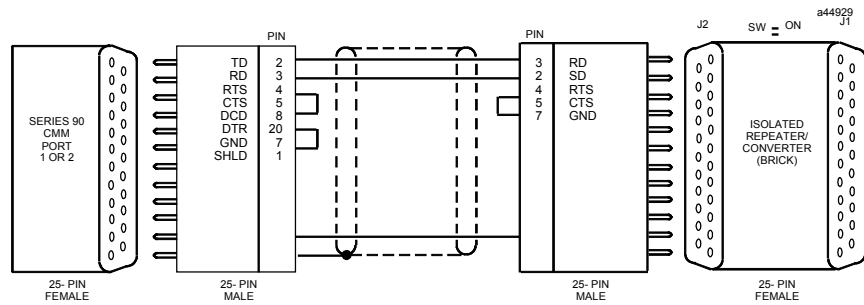 a44929
J2
SW
ON
J1
PIN
PIN
TD 2
RD 3
RTS 4
CTS 5
DCD 8
DTR 20
GND 7
SHLD 1
3 RD
2 SD
4 RTS
5 CTS
7 GND
SERIES 90
CMM
PORT
1 OR 2
ISOLATED
REPEATER/
CONVERTER
(BRICK)
25- PIN
FEMALE
25- PIN
MALE
25- PIN
MALE
25- PIN
FEMALE